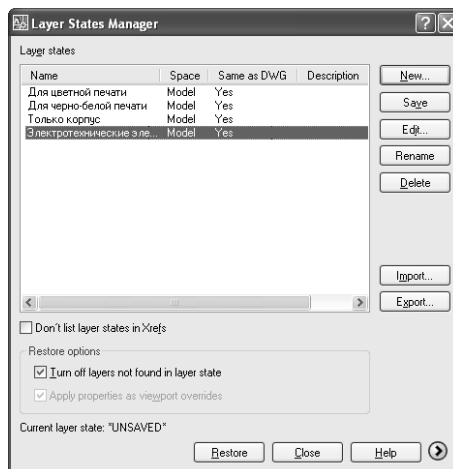 Layer States Manager
Layer states
Name Space Same as DWG Description
Для цветной печати Model Yes
Для черно-белой печати Model Yes
Только корпус Model Yes
Электротехнические эле... Model Yes
New...
Save
Edit...
Rename
Delete
Import...
Export...
Don't list layer states in Xrefs
Restore options
Turn off layers not found in layer state
Apply properties as viewport overrides
Current layer state: "UNSAVED"
Restore Close Help